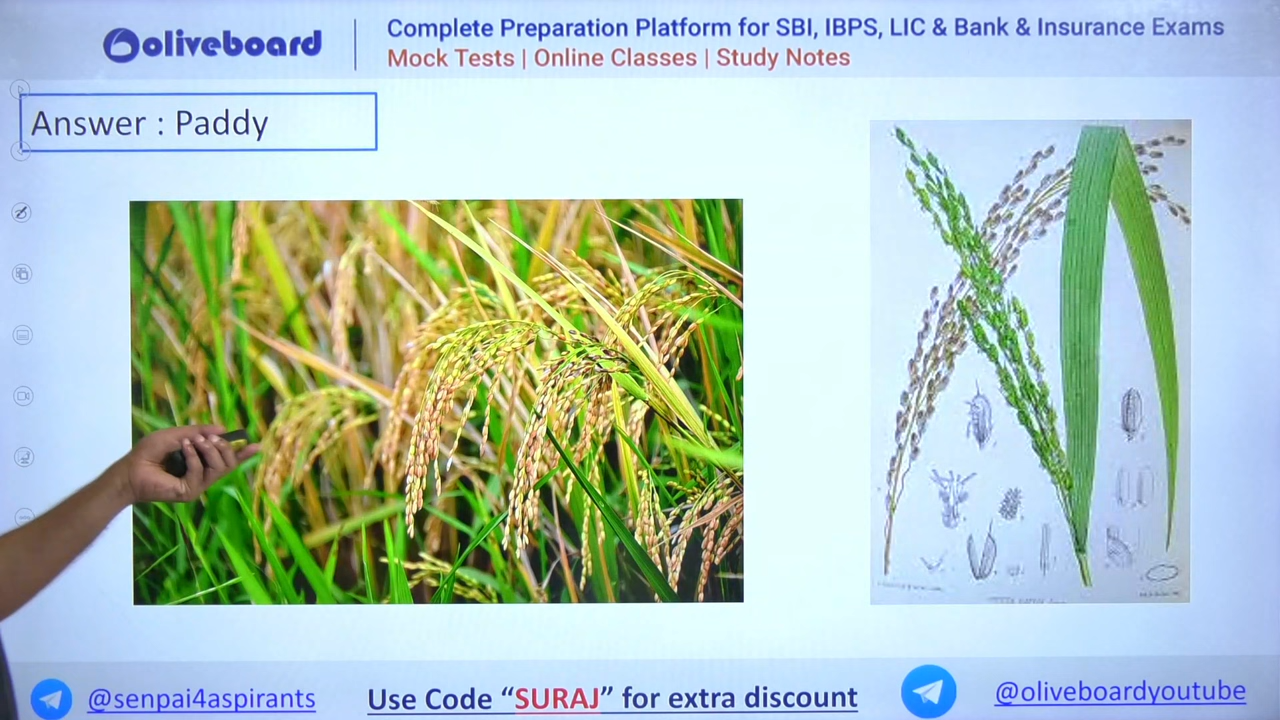 oliveboard
Complete Preparation Platform for SBI, IBPS, LIC & Bank & Insurance Exams
Mock Tests | Online Classes | Study Notes
Answer : Paddy
@senpai4aspirants
Use Code “SURAJ” for extra discount
@oliveboardyoutube